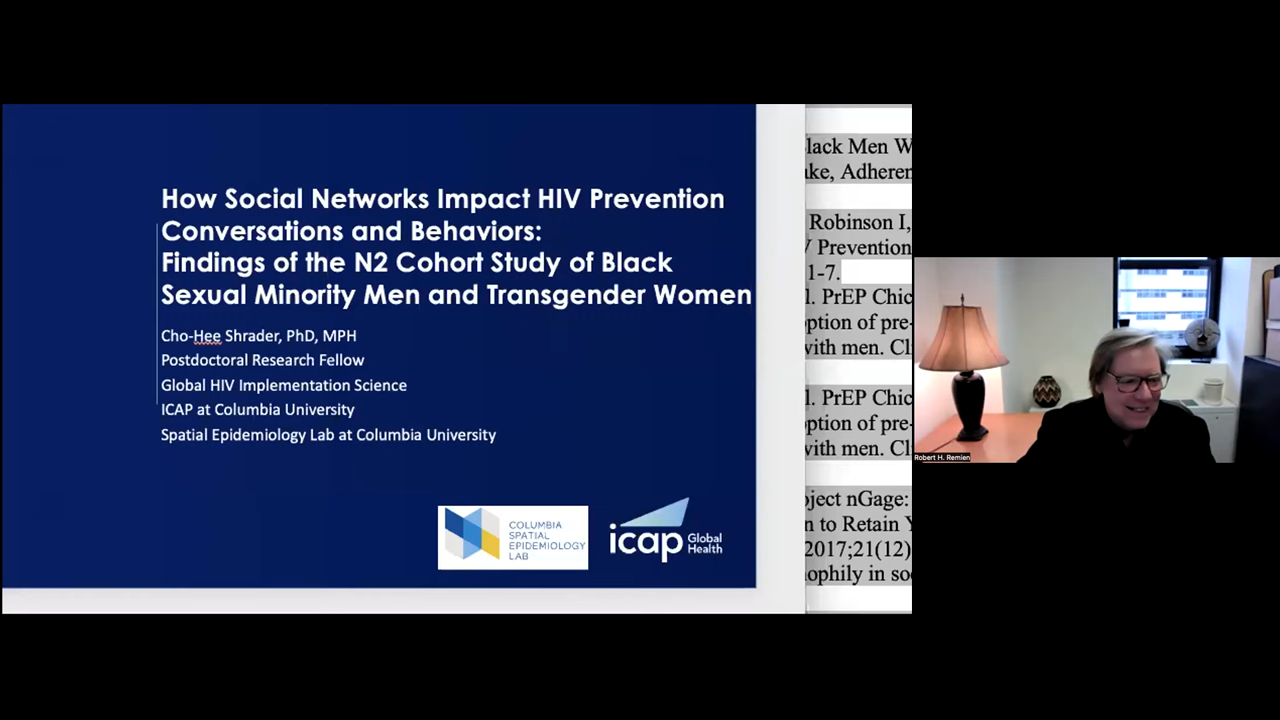 How Social Networks Impact HIV Prevention
Conversations and Behaviors:
Findings of the N2 Cohort Study of Black
Sexual Minority Men and Transgender Women
Cho-Hee Shrader, PhD, MPH
Postdoctoral Research Fellow
Global HIV Implementation Science
ICAP at Columbia University
Spatial Epidemiology Lab at Columbia University
COLUMBIA
SPATIAL
EPIDEMIOLOGY
LAB
icap Global
Health
Black Men W
ake, Adheren
Robinson I,
V Prevention
1-7.
l. PrEP Chic
option of pre-
with men. Cl
l. PrEP Chic
option of pre-
with men. Cl
oject nGage:
n to Retain Y
2017;21(12)
ophily in soc
Robert H. Remien